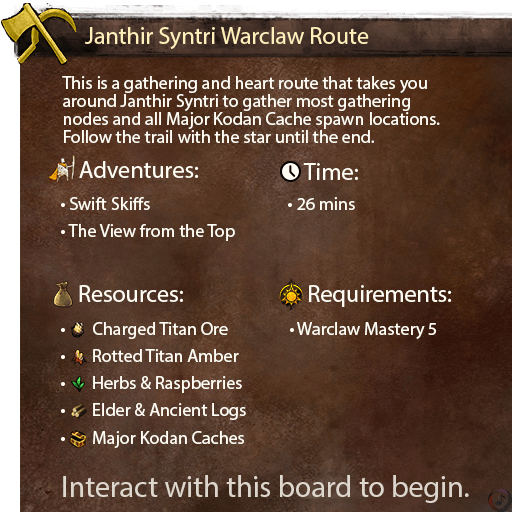 Janthir Syntri Warclaw Route
This is a gathering and heart route that takes you
around Janthir Syntri to gather most gathering
nodes and all Major Kodan Cache spawn locations.
Follow the trail with the star until the end.
Adventures:
• Swift Skiffs
• The View from the Top
Time:
• 26 mins
Resources:
• Charged Titan Ore
• Rotted Titan Amber
• Herbs & Raspberries
• Elder & Ancient Logs
• Major Kodan Caches
Requirements:
• Warclaw Mastery 5
Interact with this board to begin.